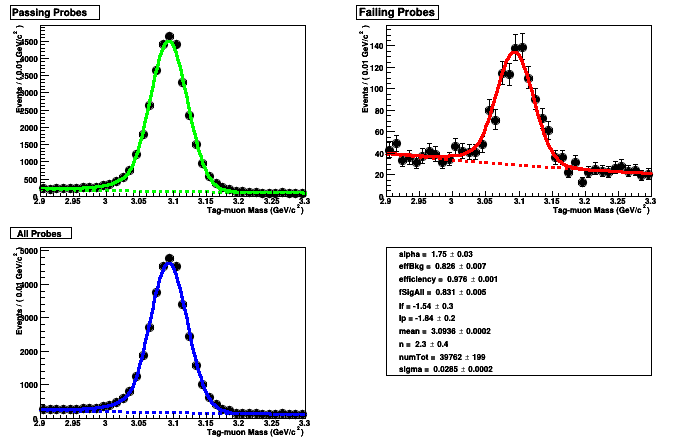 Passing Probes
Events / ( 0.01 GeV/c² )
4500
4000
3500
3000
2500
2000
1500
1000
500
0
2.9 2.95 3 3.05 3.1 3.15 3.2 3.25 3.3
Tag-muon Mass (GeV/c²)
Failing Probes
Events / ( 0.01 GeV/c² )
140
120
100
80
60
40
20
0
2.9 2.95 3 3.05 3.1 3.15 3.2 3.25 3.3
Tag-muon Mass (GeV/c²)
All Probes
Events / ( 0.01 GeV/c² )
5000
4000
3000
2000
1000
0
2.9 2.95 3 3.05 3.1 3.15 3.2 3.25 3.3
Tag-muon Mass (GeV/c²)
alpha = 1.75 ± 0.03
effBkg = 0.826 ± 0.007
efficiency = 0.976 ± 0.001
fSigAll = 0.831 ± 0.005
lf = -1.54 ± 0.3
lp = -1.84 ± 0.2
mean = 3.0936 ± 0.0002
n = 2.3 ± 0.4
numTot = 39762 ± 199
sigma = 0.0285 ± 0.0002